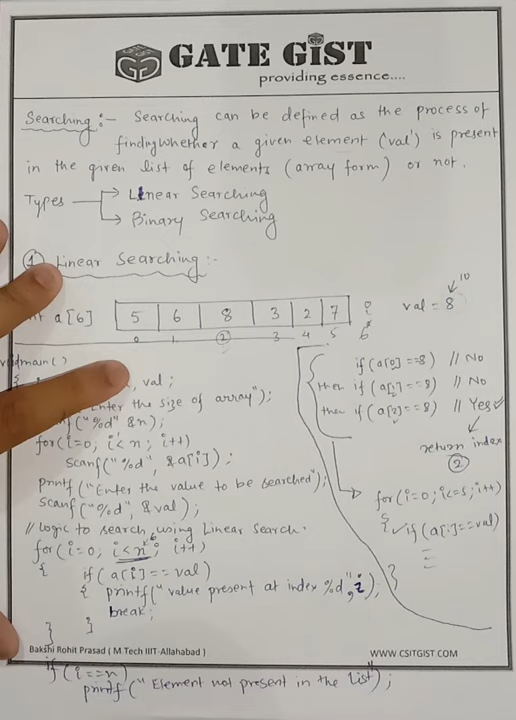 GATE GIST
providing essence....
Searching :- Searching can be defined as the process of
finding whether a given element ('val') is present
in the given list of elements (array form) or not.
Types → Linear Searching
→ Binary Searching
① Linear Searching :-
a[6] 5 6 8 3 2 7 val = 8 10
0 1 ② 3 4 5 6
void main()
{ , val;
enter the size of array");
("%d" &n);
for(i=0; i<n; i++)
scanf("%d", &a[i]);
printf("Enter the value to be searched");
scanf("%d", &val);
// Logic to search, using Linear Search.
for(i=0; i<n; i++) 6
{ if(a[i]==val)
{ printf("value present at index %d", i);
break;
}
}
if(i==n)
printf("Element not present in the list");
if(a[0]==8) // No
then if(a[1]==8) // No
then if(a[2]==8) // Yes ✓
return index
②
for(i=0; i<=5; i++)
{ ✓ if(a[i]==val)
}
Bakshi Rohit Prasad ( M Tech IIIT-Allahabad )
WWW.CSITGIST.COM